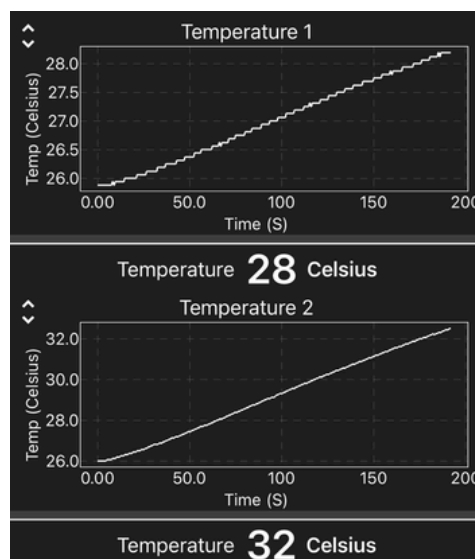 Temperature 1
28.0
27.5
27.0
26.5
26.0
Temp (Celsius)
0.00 50.0 100 150 200
Time (S)
Temperature 28 Celsius
Temperature 2
32.0
30.0
28.0
26.0
Temp (Celsius)
0.00 50.0 100 150 200
Time (S)
Temperature 32 Celsius